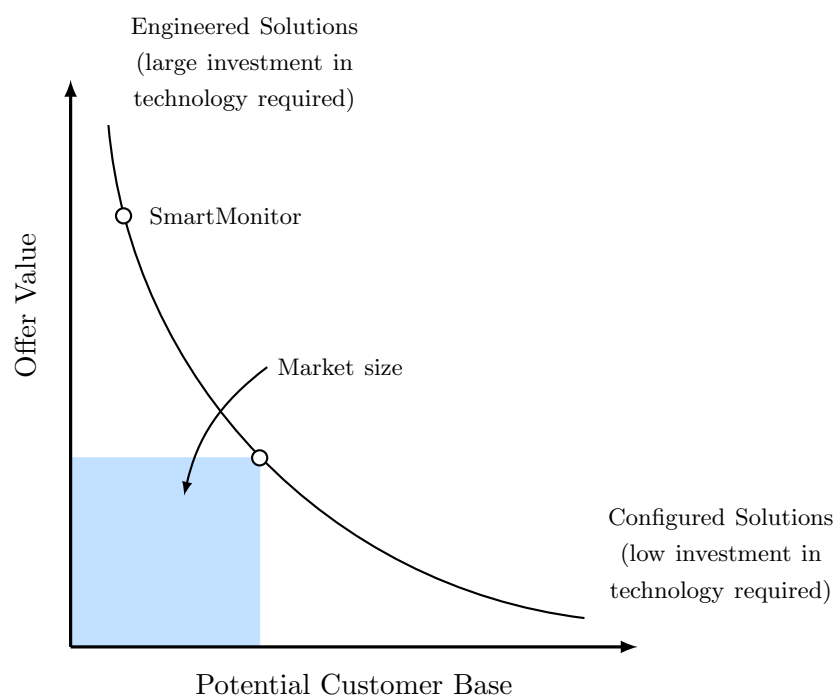 Engineered Solutions
(large investment in
technology required)
SmartMonitor
Offer Value
Market size
Configured Solutions
(low investment in
technology required)
Potential Customer Base